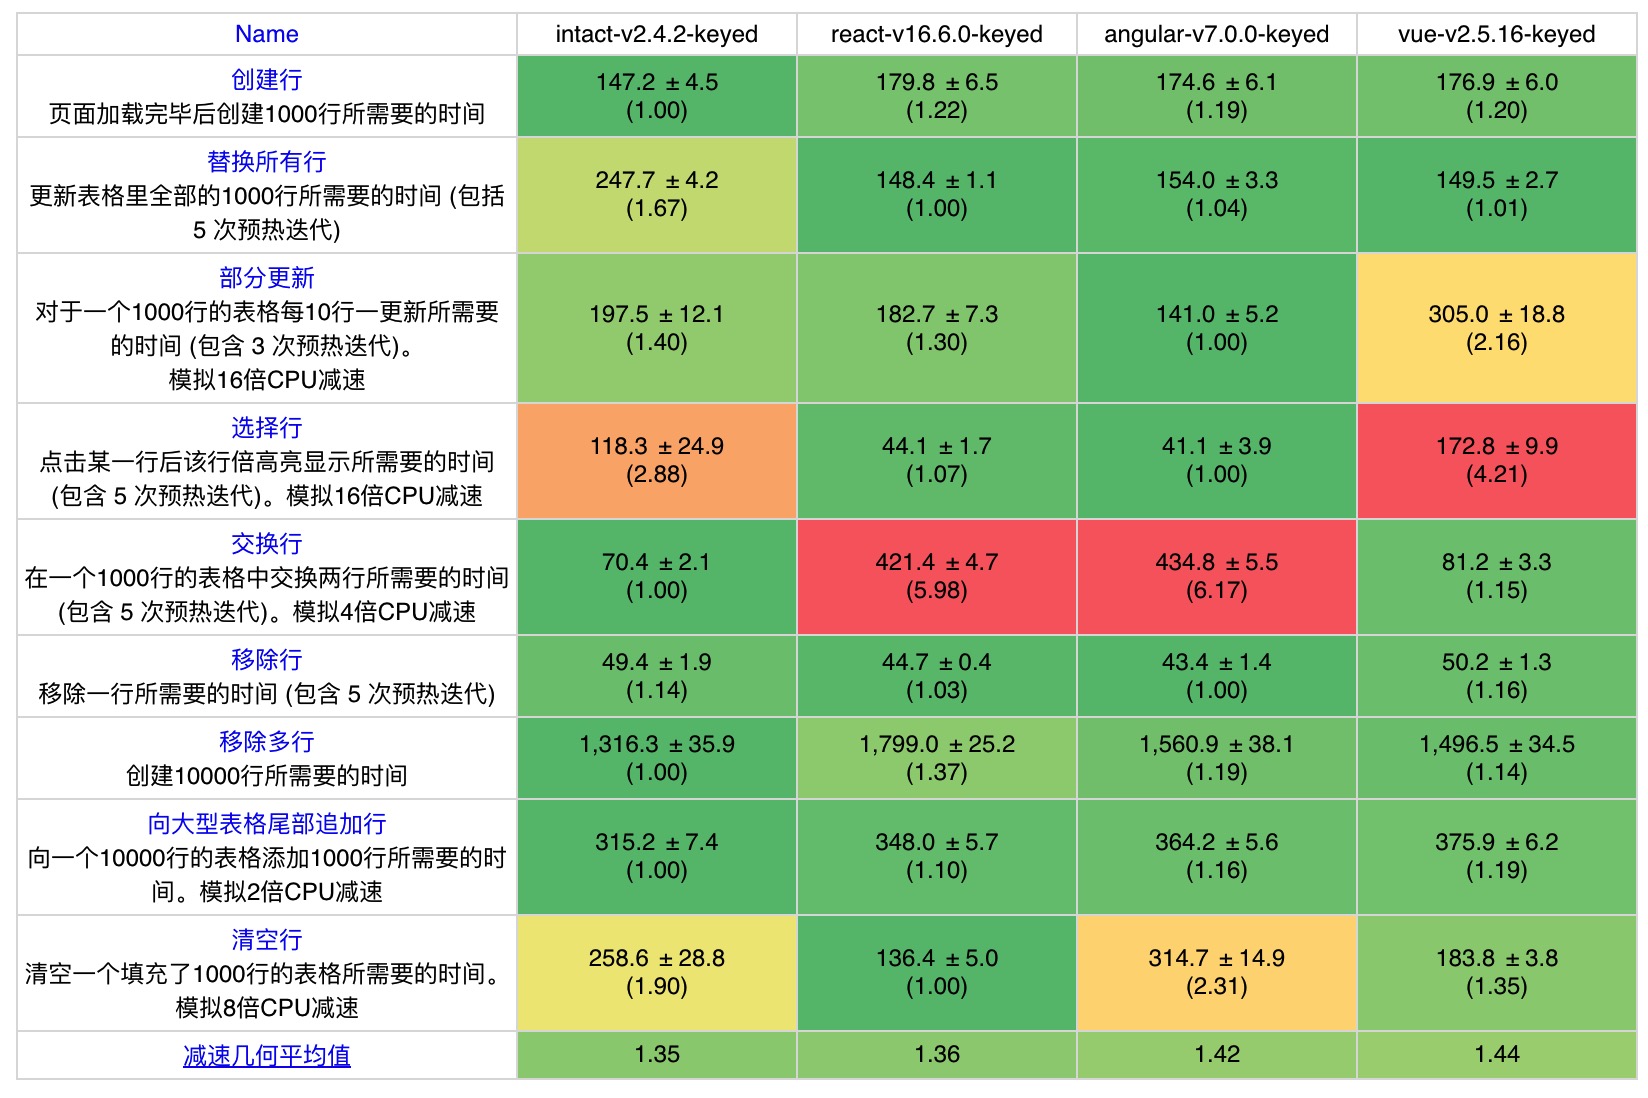 Name intact-v2.4.2-keyed react-v16.6.0-keyed angular-v7.0.0-keyed vue-v2.5.16-keyed
创建行
页面加载完毕后创建1000行所需要的时间
147.2 ±4.5 179.8 ±6.5 174.6 ±6.1 176.9 ±6.0
(1.00) (1.22) (1.19) (1.20)
替换所有行
更新表格里全部的1000行所需要的时间 (包括
5 次预热迭代)
247.7 ±4.2 148.4 ±1.1 154.0 ±3.3 149.5 ±2.7
(1.67) (1.00) (1.04) (1.01)
部分更新
对于一个1000行的表格每10行一更新所需要
的时间 (包含 3 次预热迭代)。
模拟16倍CPU减速
197.5 ±12.1 182.7 ±7.3 141.0 ±5.2 305.0 ±18.8
(1.40) (1.30) (1.00) (2.16)
选择行
点击某一行后该行倍高亮显示所需要的时间
(包含 5 次预热迭代)。模拟16倍CPU减速
118.3 ±24.9 44.1 ±1.7 41.1 ±3.9 172.8 ±9.9
(2.88) (1.07) (1.00) (4.21)
交换行
在一个1000行的表格中交换两行所需要的时间
(包含 5 次预热迭代)。模拟4倍CPU减速
70.4 ±2.1 421.4 ±4.7 434.8 ±5.5 81.2 ±3.3
(1.00) (5.98) (6.17) (1.15)
移除行
移除一行所需要的时间 (包含 5 次预热迭代)
49.4 ±1.9 44.7 ±0.4 43.4 ±1.4 50.2 ±1.3
(1.14) (1.03) (1.00) (1.16)
移除多行
创建10000行所需要的时间
1,316.3 ±35.9 1,799.0 ±25.2 1,560.9 ±38.1 1,496.5 ±34.5
(1.00) (1.37) (1.19) (1.14)
向大型表格尾部追加行
向一个10000行的表格添加1000行所需要的时
间。模拟2倍CPU减速
315.2 ±7.4 348.0 ±5.7 364.2 ±5.6 375.9 ±6.2
(1.00) (1.10) (1.16) (1.19)
清空行
清空一个填充了1000行的表格所需要的时间。
模拟8倍CPU减速
258.6 ±28.8 136.4 ±5.0 314.7 ±14.9 183.8 ±3.8
(1.90) (1.00) (2.31) (1.35)
减速几何平均值 1.35 1.36 1.42 1.44